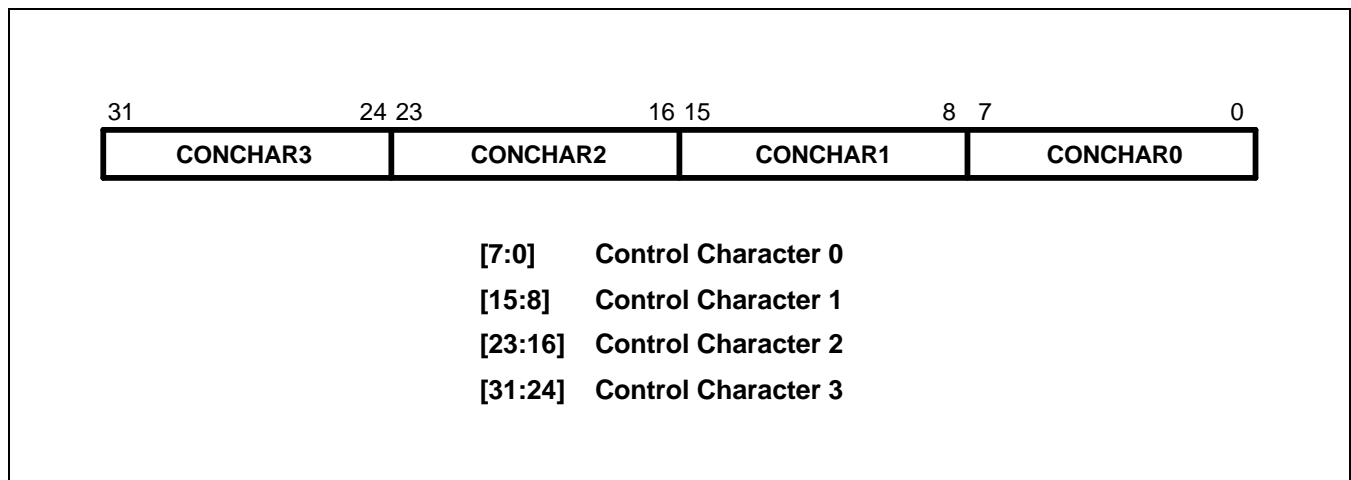 31 24 23 16 15 8 7 0
CONCHAR3 CONCHAR2 CONCHAR1 CONCHAR0
[7:0] Control Character 0
[15:8] Control Character 1
[23:16] Control Character 2
[31:24] Control Character 3